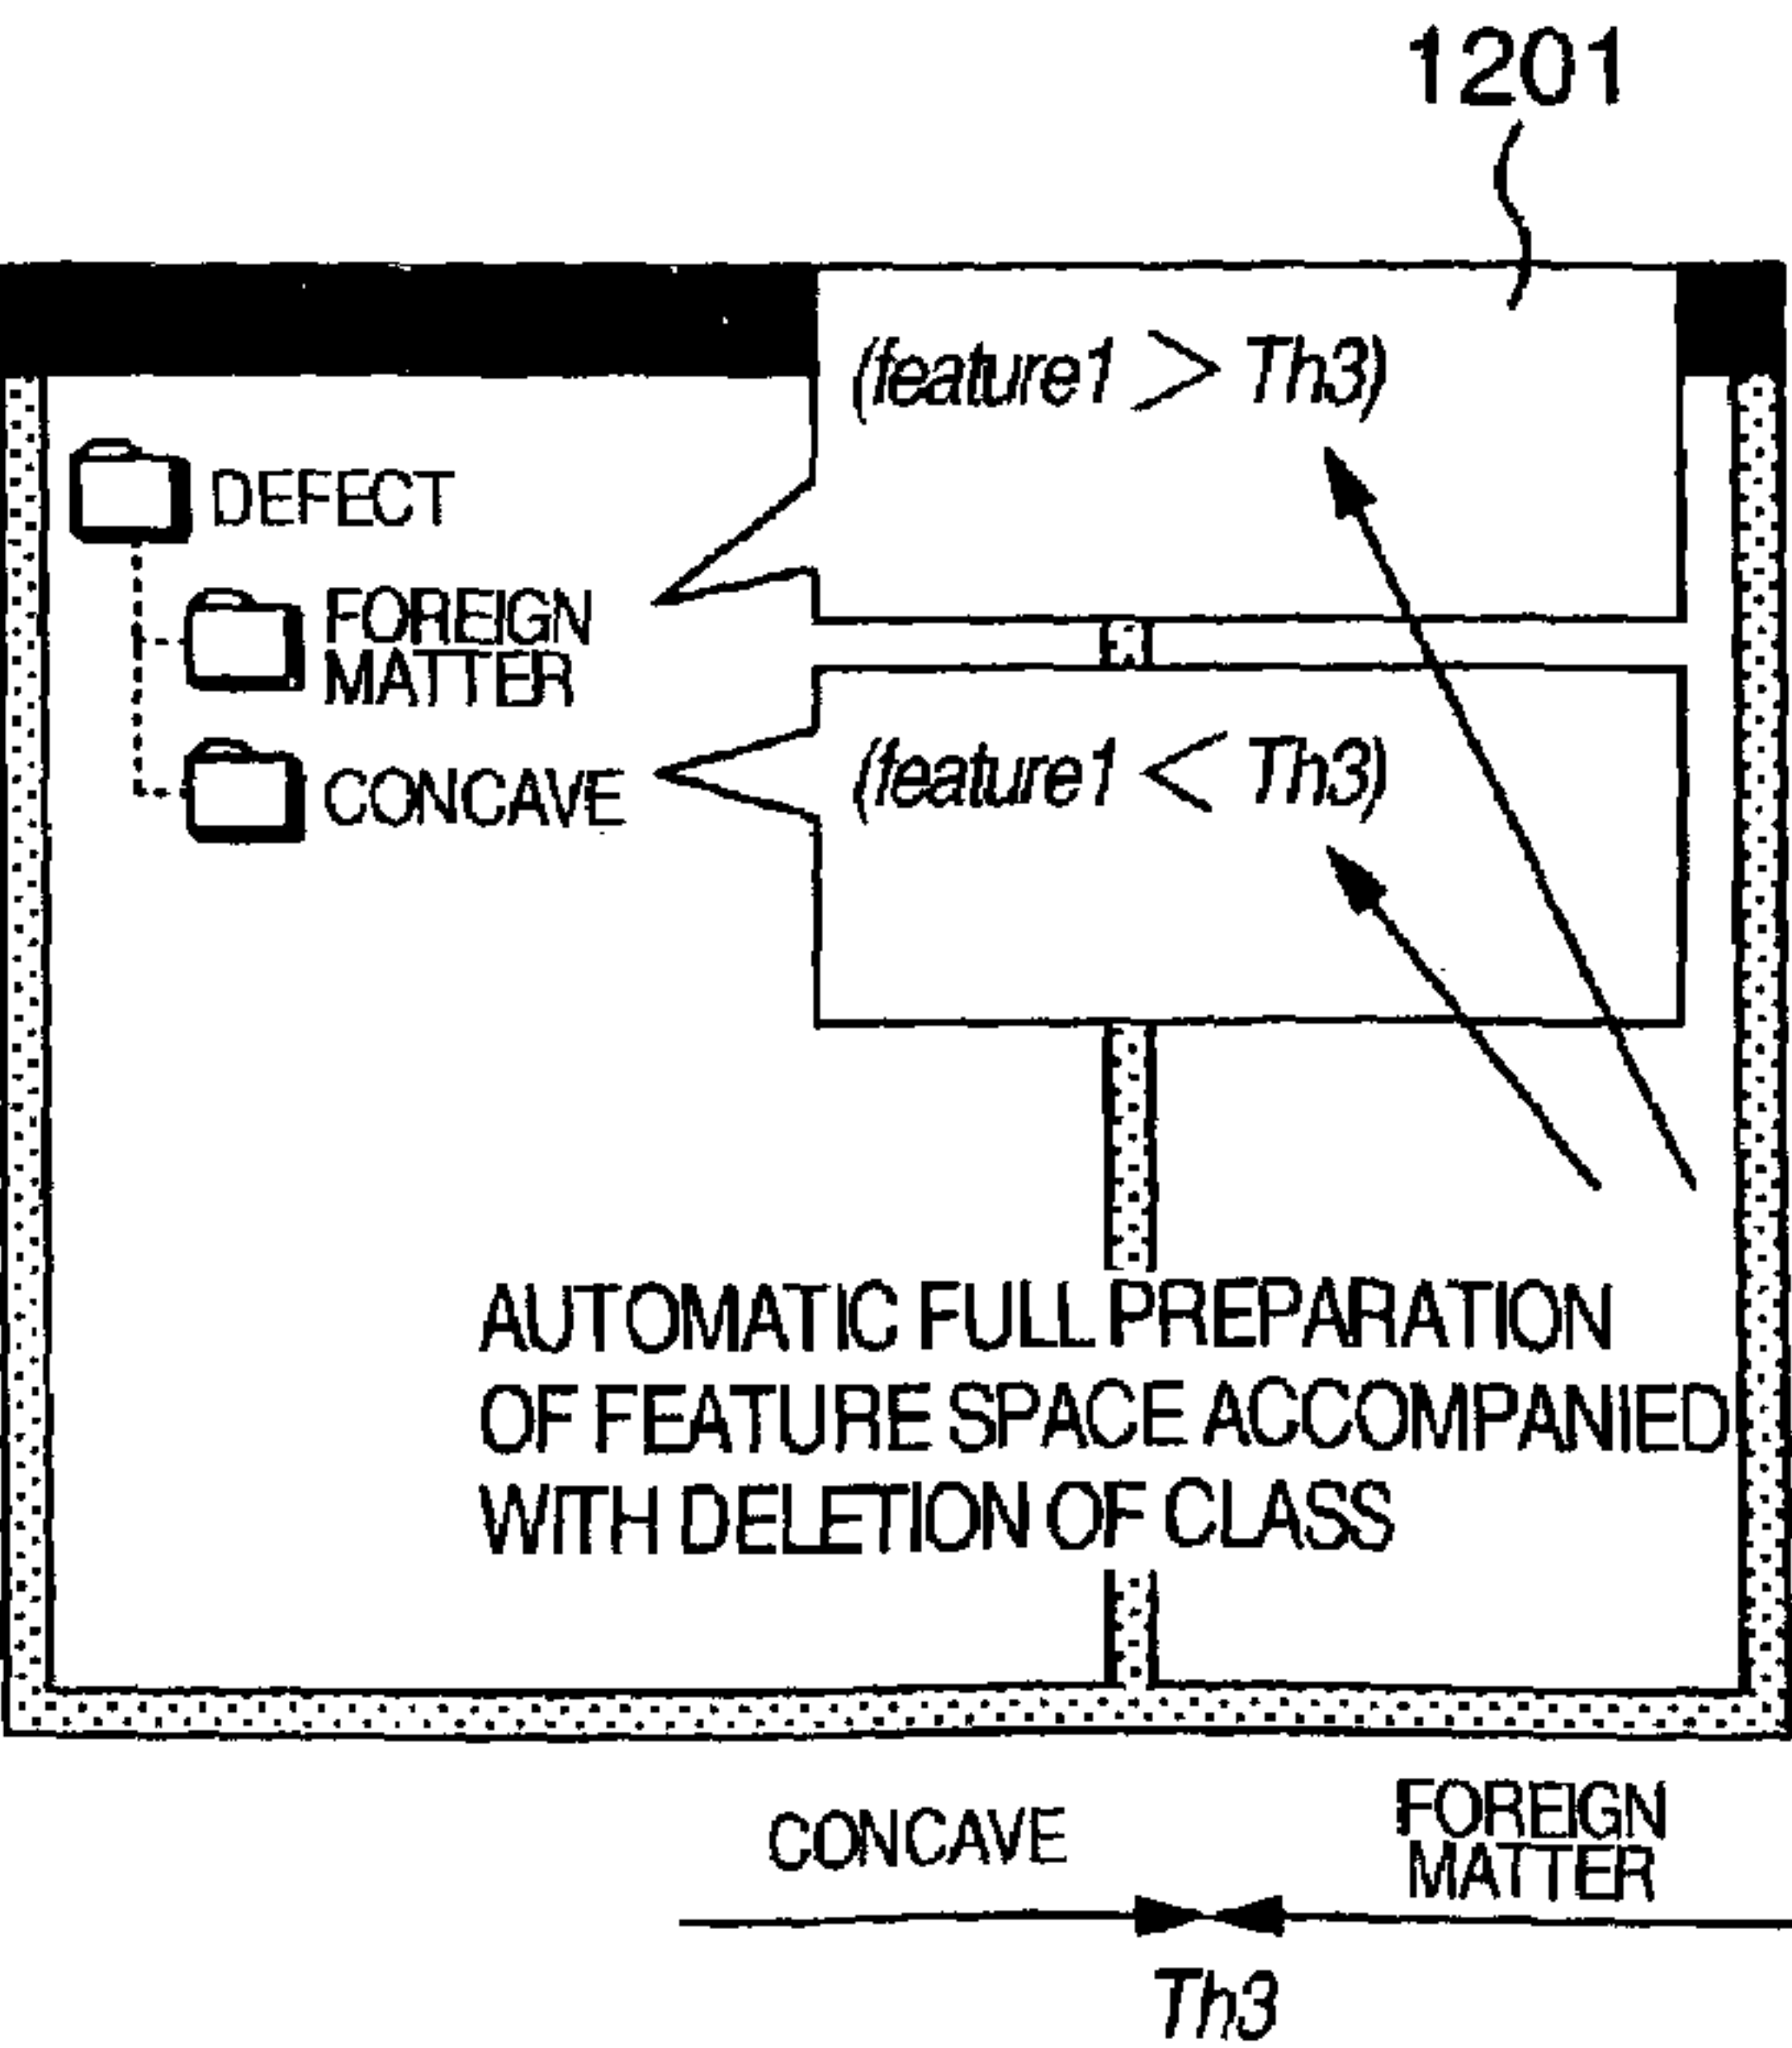 1201
(feature1 > Th3)
DEFECT
FOREIGN
MATTER
(feature1 < Th3)
CONCAVE
AUTOMATIC FULL PREPARATION
OF FEATURE SPACE ACCOMPANIED
WITH DELETION OF CLASS
CONCAVE
FOREIGN
MATTER
Th3